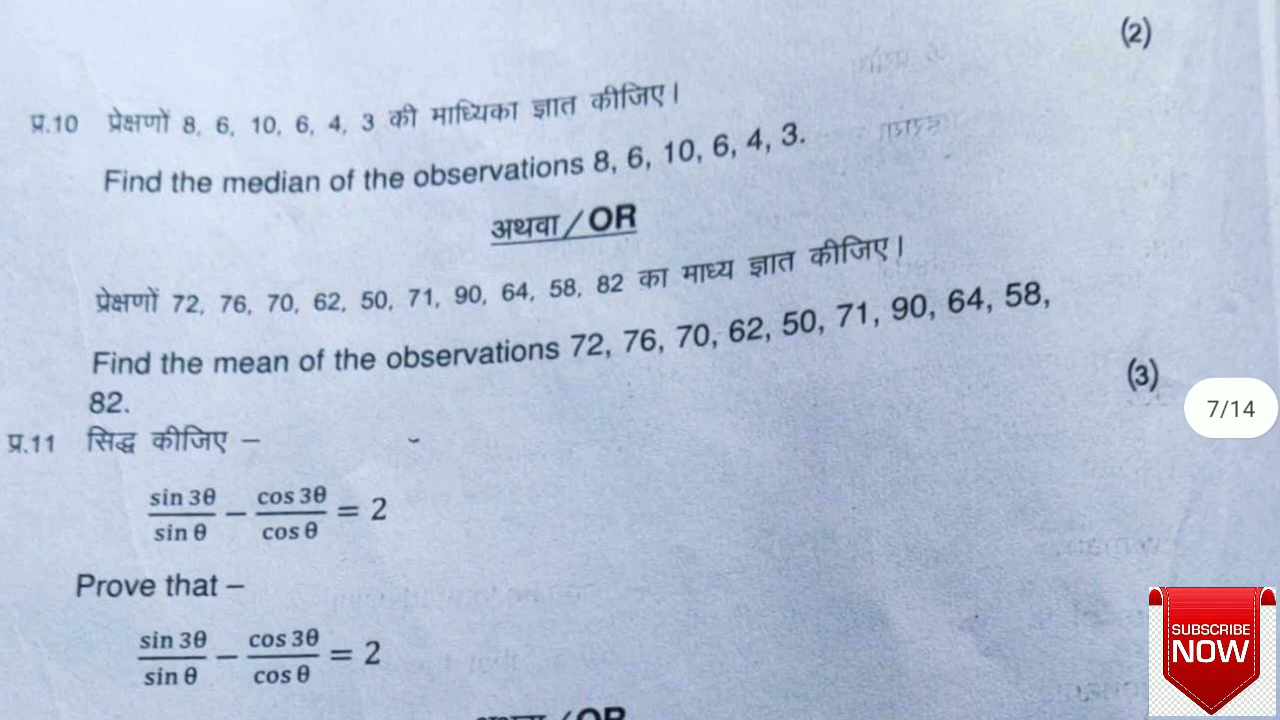 (2)
प्र.10 प्रेक्षणों 8, 6, 10, 6, 4, 3 की माध्यिका ज्ञात कीजिए।
Find the median of the observations 8, 6, 10, 6, 4, 3.
अथवा / OR
प्रेक्षणों 72, 76, 70, 62, 50, 71, 90, 64, 58, 82 का माध्य ज्ञात कीजिए।
Find the mean of the observations 72, 76, 70, 62, 50, 71, 90, 64, 58,
82.
(3)
7/14
प्र.11 सिद्ध कीजिए –
sin 3θ / sin θ – cos 3θ / cos θ = 2
Prove that –
sin 3θ / sin θ – cos 3θ / cos θ = 2
SUBSCRIBE
NOW
/ OR